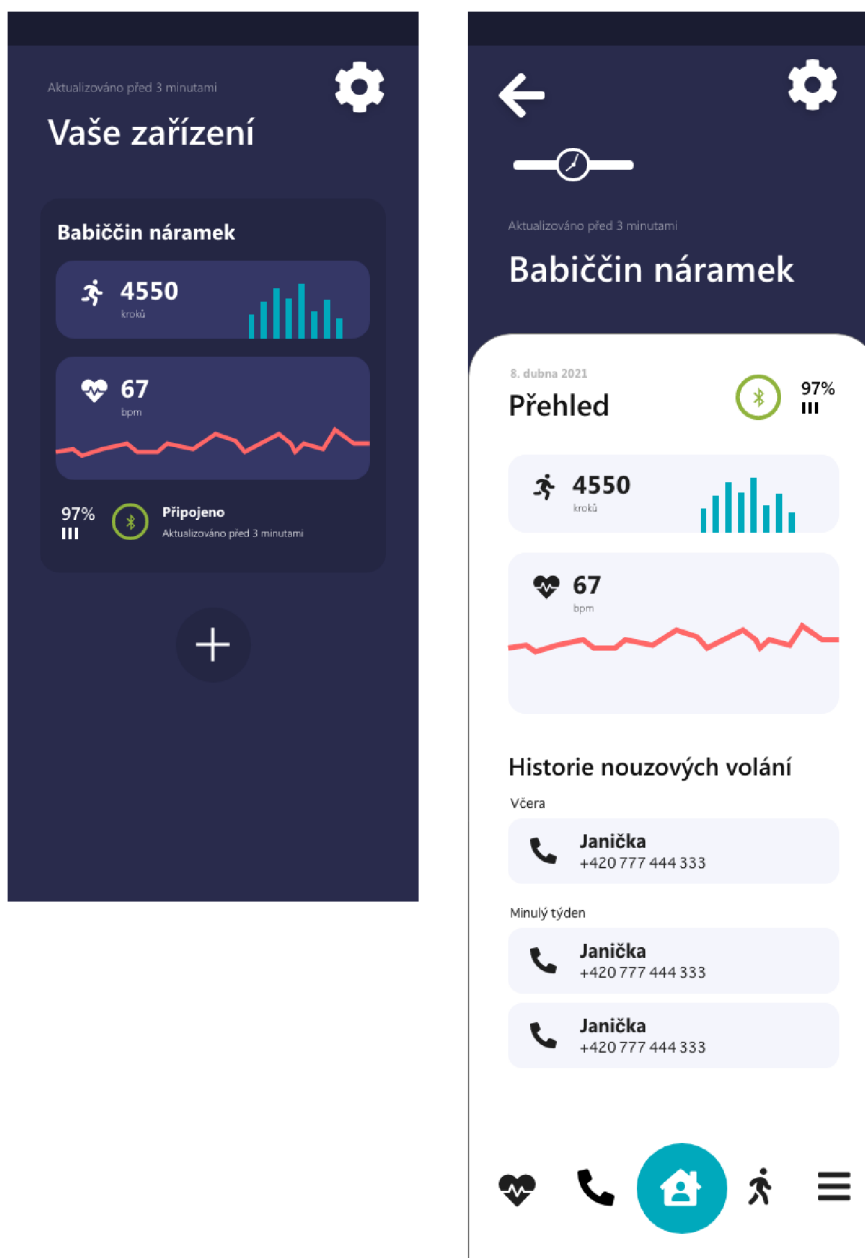 Aktualizováno před 3 minutami
Vaše zařízení
Babiččin náramek
4550
kroků
67
bpm
97%
Připojeno
Aktualizováno před 3 minutami
Aktualizováno před 3 minutami
Babiččin náramek
8. dubna 2021
Přehled
97%
4550
kroků
67
bpm
Historie nouzových volání
Včera
Janička
+420 777 444 333
Minulý týden
Janička
+420 777 444 333
Janička
+420 777 444 333